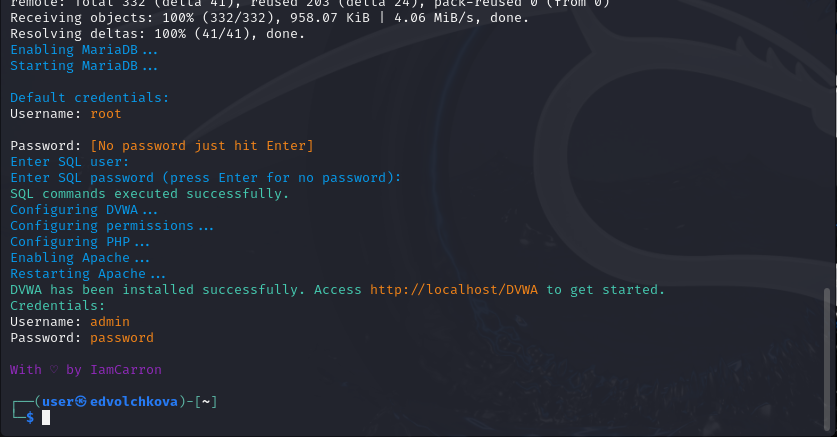 remote: Total 332 (delta 41), reused 203 (delta 24), pack-reused 0 (from 0)
Receiving objects: 100% (332/332), 958.07 KiB | 4.06 MiB/s, done.
Resolving deltas: 100% (41/41), done.
Enabling MariaDB...
Starting MariaDB...
Default credentials:
Username: root
Password: [No password just hit Enter]
Enter SQL user:
Enter SQL password (press Enter for no password):
SQL commands executed successfully.
Configuring DVWA...
Configuring permissions...
Configuring PHP...
Enabling Apache...
Restarting Apache...
DVWA has been installed successfully. Access http://localhost/DVWA to get started.
Credentials:
Username: admin
Password: password
With ♡ by IamCarron
┌──(user㉿edvolchkova)-[~]
└─$